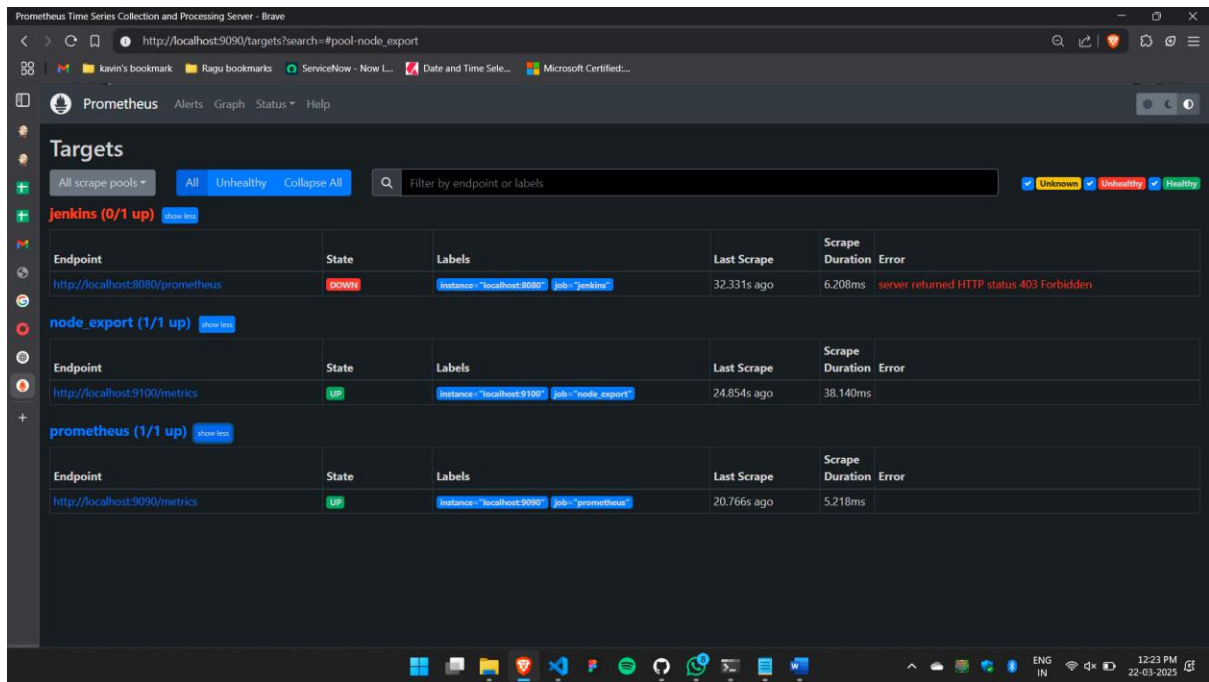 Prometheus Time Series Collection and Processing Server - Brave
http://localhost:9090/targets?search=#pool-node_export
kavin's bookmark Ragu bookmarks ServiceNow - Now L... Date and Time Sele... Microsoft Certified:...
Prometheus Alerts Graph Status Help
Targets
All scrape pools All Unhealthy Collapse All Filter by endpoint or labels Unknown Unhealthy Healthy
jenkins (0/1 up) show less
Endpoint State Labels Last Scrape Scrape Duration Error
http://localhost:8080/prometheus DOWN instance="localhost:8080" job="jenkins" 32.331s ago 6.208ms server returned HTTP status 403 Forbidden
node_export (1/1 up) show less
Endpoint State Labels Last Scrape Scrape Duration Error
http://localhost:9100/metrics UP instance="localhost:9100" job="node_export" 24.854s ago 38.140ms
prometheus (1/1 up) show less
Endpoint State Labels Last Scrape Scrape Duration Error
http://localhost:9090/metrics UP instance="localhost:9090" job="prometheus" 20.766s ago 5.218ms
8
ENG 12:23 PM
IN 22-03-2025